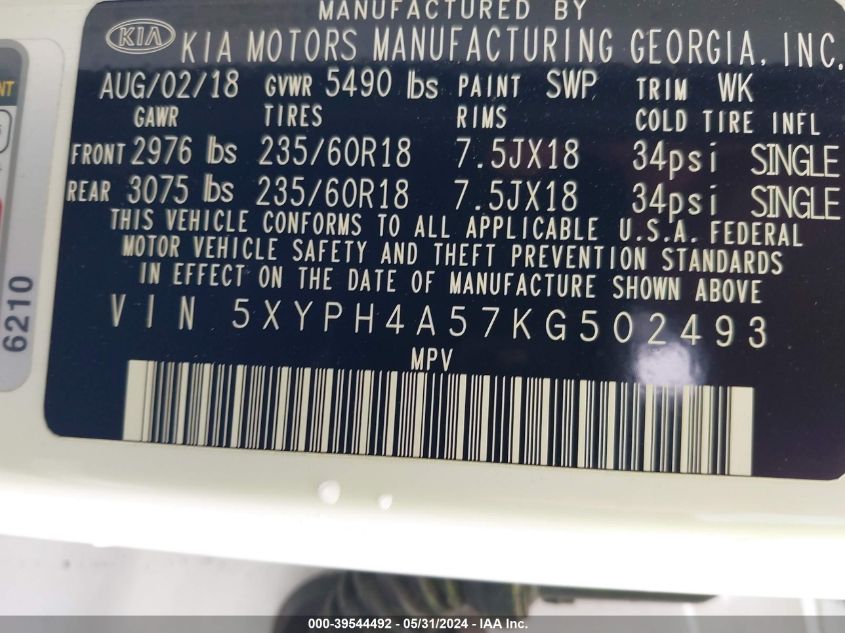 MANUFACTURED BY
KIA KIA MOTORS MANUFACTURING GEORGIA, INC.
AUG/02/18 GVWR 5490 lbs PAINT SWP TRIM WK
GAWR TIRES RIMS COLD TIRE INFL
FRONT 2976 lbs 235/60R18 7.5JX18 34psi SINGLE
REAR 3075 lbs 235/60R18 7.5JX18 34psi SINGLE
THIS VEHICLE CONFORMS TO ALL APPLICABLE U.S.A. FEDERAL
MOTOR VEHICLE SAFETY AND THEFT PREVENTION STANDARDS
IN EFFECT ON THE DATE OF MANUFACTURE SHOWN ABOVE
VIN 5XYPH4A57KG502493
MPV
6210
000-39544492 - 05/31/2024 - IAA Inc.